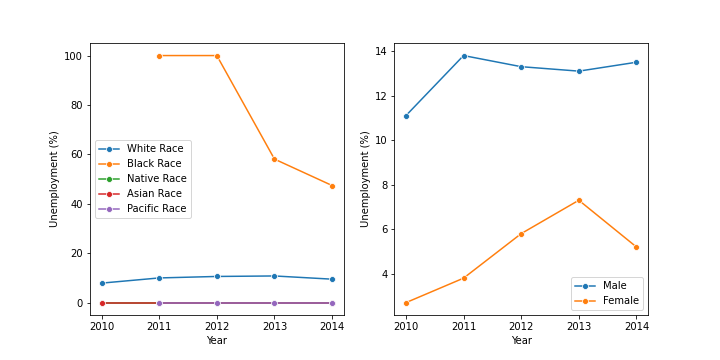 100
80
60
40
20
0
Unemployment (%)
White Race
Black Race
Native Race
Asian Race
Pacific Race
2010 2011 2012 2013 2014
Year
14
12
10
8
6
4
Unemployment (%)
Male
Female
2010 2011 2012 2013 2014
Year